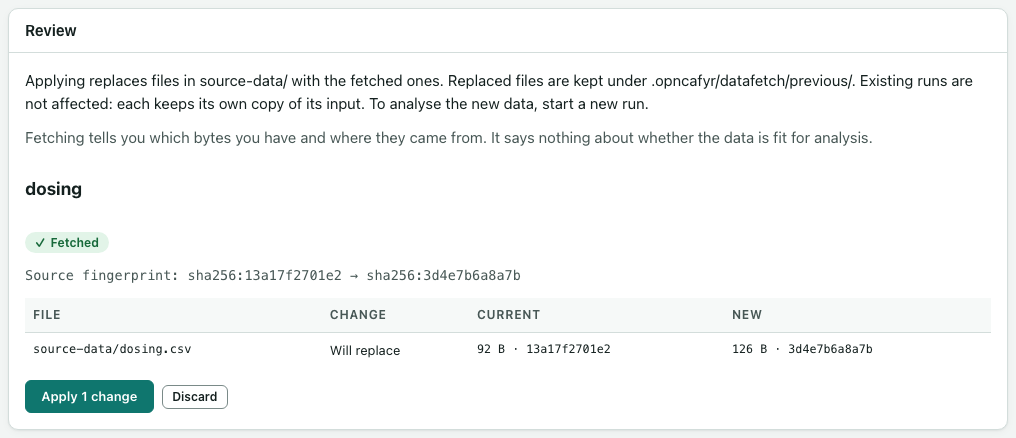 Review
Applying replaces files in source-data/ with the fetched ones. Replaced files are kept under .opncafyr/datafetch/previous/. Existing runs are
not affected: each keeps its own copy of its input. To analyse the new data, start a new run.
Fetching tells you which bytes you have and where they came from. It says nothing about whether the data is fit for analysis.
dosing
✓ Fetched
Source fingerprint: sha256:13a17f2701e2 → sha256:3d4e7b6a8a7b
FILE CHANGE CURRENT NEW
source-data/dosing.csv Will replace 92 B · 13a17f2701e2 126 B · 3d4e7b6a8a7b
Apply 1 change Discard